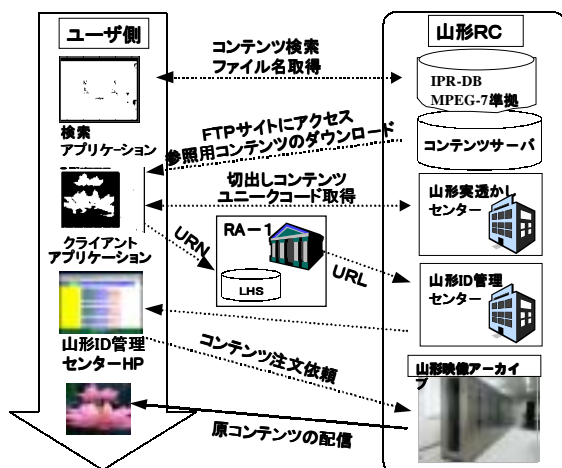 ユーザ側
山形RC
コンテンツ検索
ファイル名取得
IPR-DB
MPEG-7準拠
検索
アプリケーション
FTPサイトにアクセス
参照用コンテンツのダウンロード
コンテンツサーバ
切出しコンテンツ
ユニークコード取得
山形実透かし
センター
クライアント
アプリケーション
URN
RA－1
LHS
URL
山形ID管理
センター
山形ID管理
センターHP
コンテンツ注文依頼
山形映像アーカイ
ブ
原コンテンツの配信